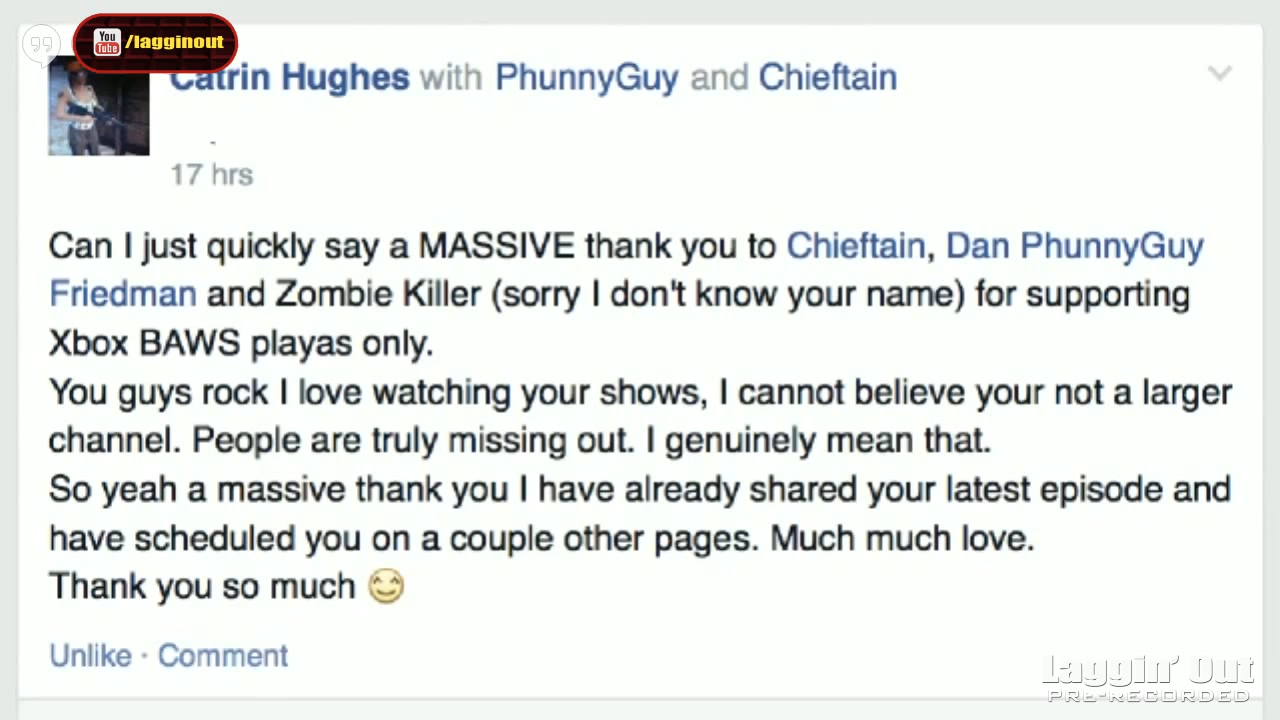 You Tube /lagginout
Catrin Hughes with PhunnyGuy and Chieftain
17 hrs
Can I just quickly say a MASSIVE thank you to Chieftain, Dan PhunnyGuy
Friedman and Zombie Killer (sorry I don't know your name) for supporting
Xbox BAWS playas only.
You guys rock I love watching your shows, I cannot believe your not a larger
channel. People are truly missing out. I genuinely mean that.
So yeah a massive thank you I have already shared your latest episode and
have scheduled you on a couple other pages. Much much love.
Thank you so much 😊
Unlike · Comment
Laggin' Out
PRE-RECORDED